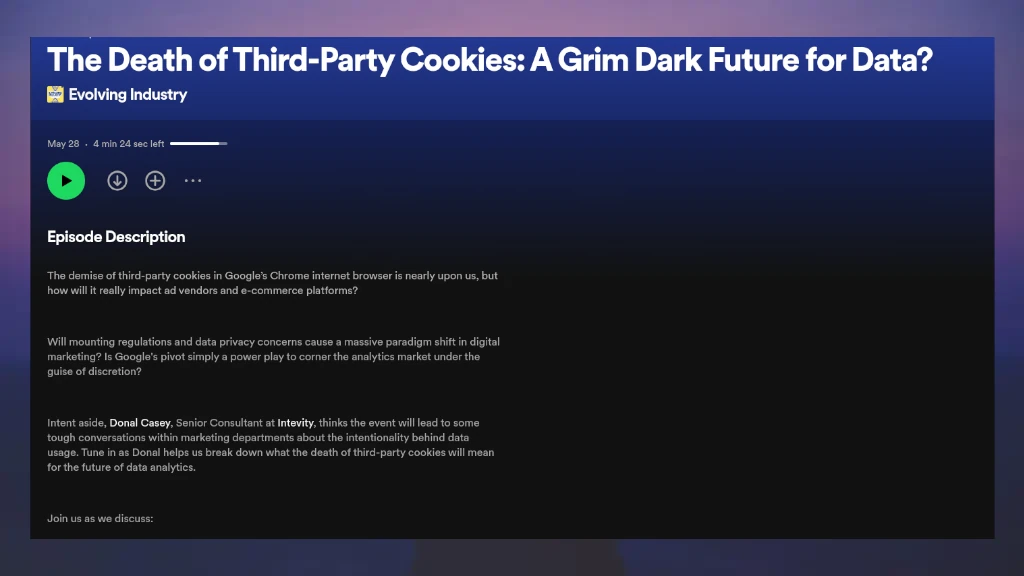 The Death of Third-Party Cookies: A Grim Dark Future for Data?
Evolving Industry
May 28 · 4 min 24 sec left
Episode Description
The demise of third-party cookies in Google's Chrome internet browser is nearly upon us, but
how will it really impact ad vendors and e-commerce platforms?
Will mounting regulations and data privacy concerns cause a massive paradigm shift in digital
marketing? Is Google's pivot simply a power play to corner the analytics market under the
guise of discretion?
Intent aside, Donal Casey, Senior Consultant at Intevity, thinks the event will lead to some
tough conversations within marketing departments about the intentionality behind data
usage. Tune in as Donal helps us break down what the death of third-party cookies will mean
for the future of data analytics.
Join us as we discuss: